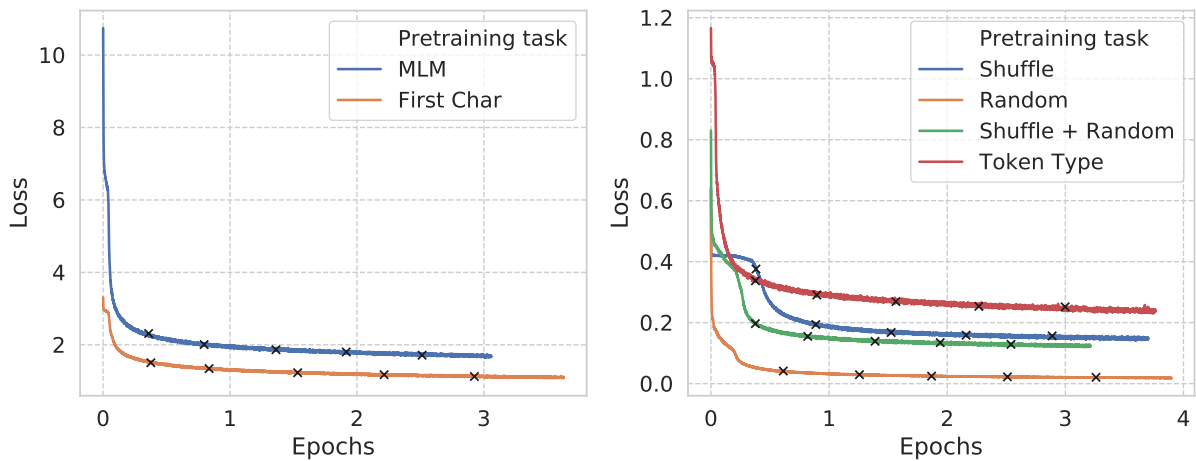 Loss
10
8
6
4
2
0
1
2
3
Epochs
Pretraining task
MLM
First Char
Loss
1.2
1.0
0.8
0.6
0.4
0.2
0.0
0
1
2
3
4
Epochs
Pretraining task
Shuffle
Random
Shuffle + Random
Token Type